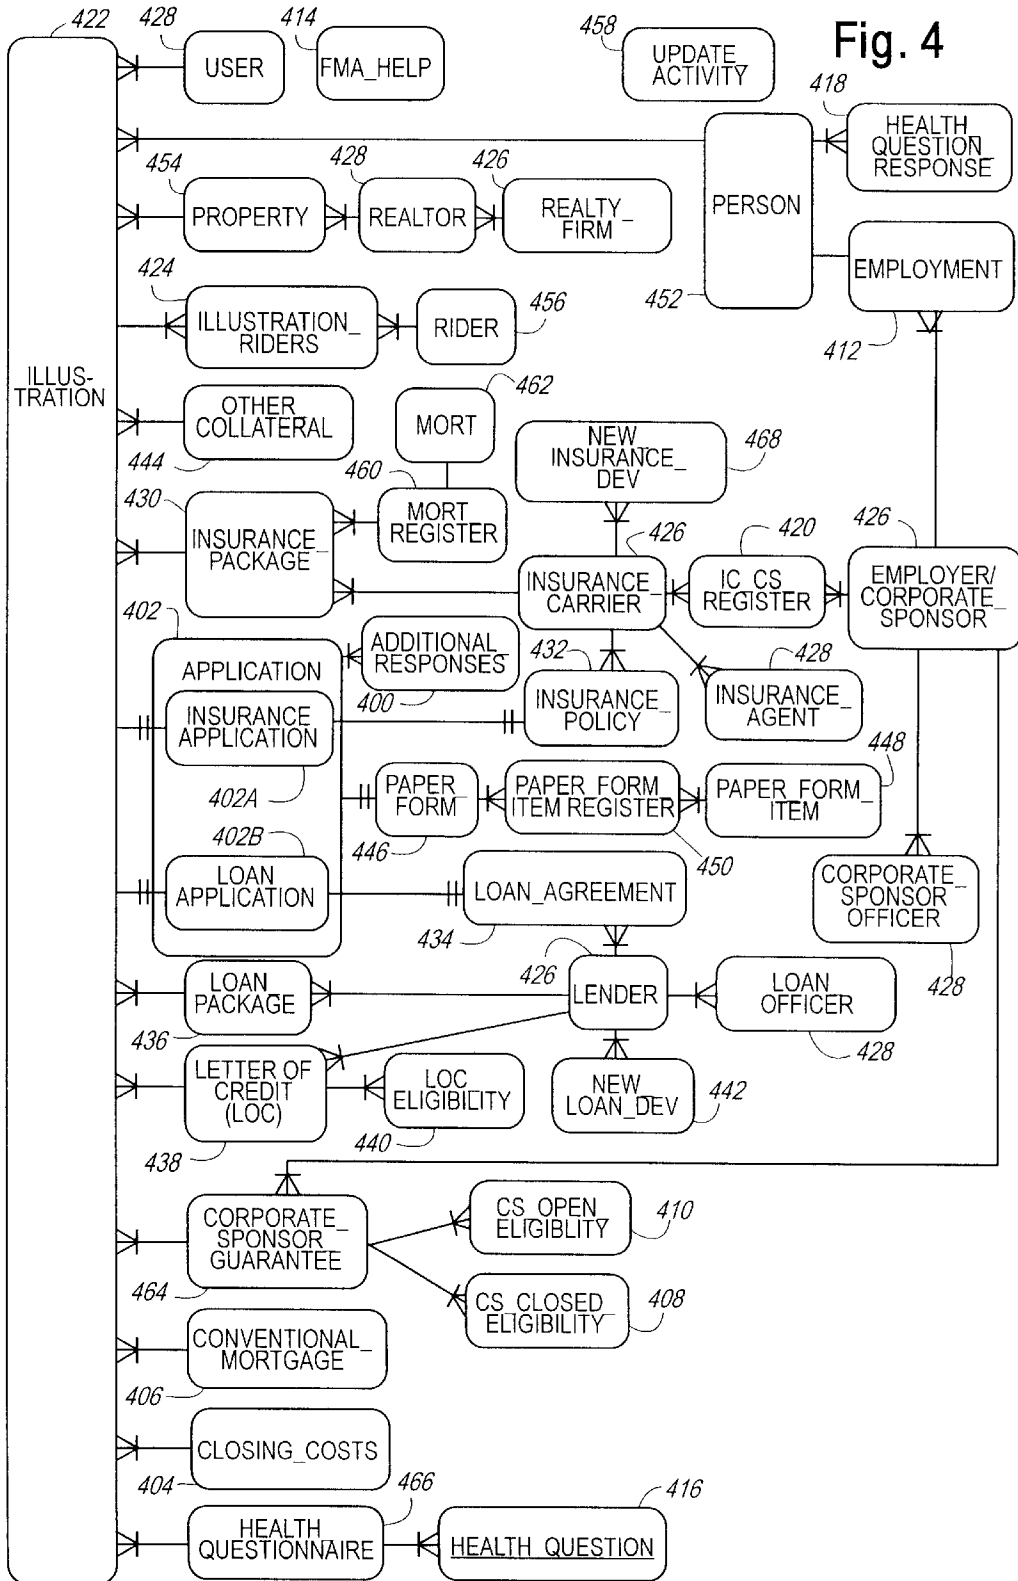 Fig. 4
422
428
USER
414
FMA_HELP
458
UPDATE_
ACTIVITY
418
HEALTH_
QUESTION_
RESPONSE
PERSON
452
454
PROPERTY
428
REALTOR
426
REALTY_
FIRM
EMPLOYMENT
412
424
ILLUSTRATION_
RIDERS
RIDER
456
ILLUS-
TRATION
OTHER_
COLLATERAL
444
462
MORT
460
MORT_
REGISTER
NEW_
INSURANCE_
DEV
468
430
INSURANCE_
PACKAGE
426
INSURANCE_
CARRIER
420
IC_CS_
REGISTER
426
EMPLOYER/
CORPORATE_
SPONSOR
402
APPLICATION
ADDITIONAL_
RESPONSES
400
432
INSURANCE_
POLICY
428
INSURANCE_
AGENT
INSURANCE_
APPLICATION
402A
PAPER_
FORM
446
PAPER_FORM_
ITEM REGISTER
450
448
PAPER_FORM_
ITEM
402B
LOAN_
APPLICATION
LOAN_AGREEMENT
434
CORPORATE_
SPONSOR_
OFFICER
428
LOAN_
PACKAGE
436
426
LENDER
LOAN_
OFFICER
428
LETTER OF
CREDIT
(LOC)
438
LOC_
ELIGIBILITY
440
NEW_
LOAN_DEV
442
CORPORATE_
SPONSOR_
GUARANTEE
464
CS_OPEN_
ELIGIBLITY
410
CS_CLOSED_
ELIGIBILITY
408
CONVENTIONAL_
MORTGAGE
406
CLOSING_COSTS
404
466
HEALTH_
QUESTIONNAIRE
416
HEALTH_QUESTION